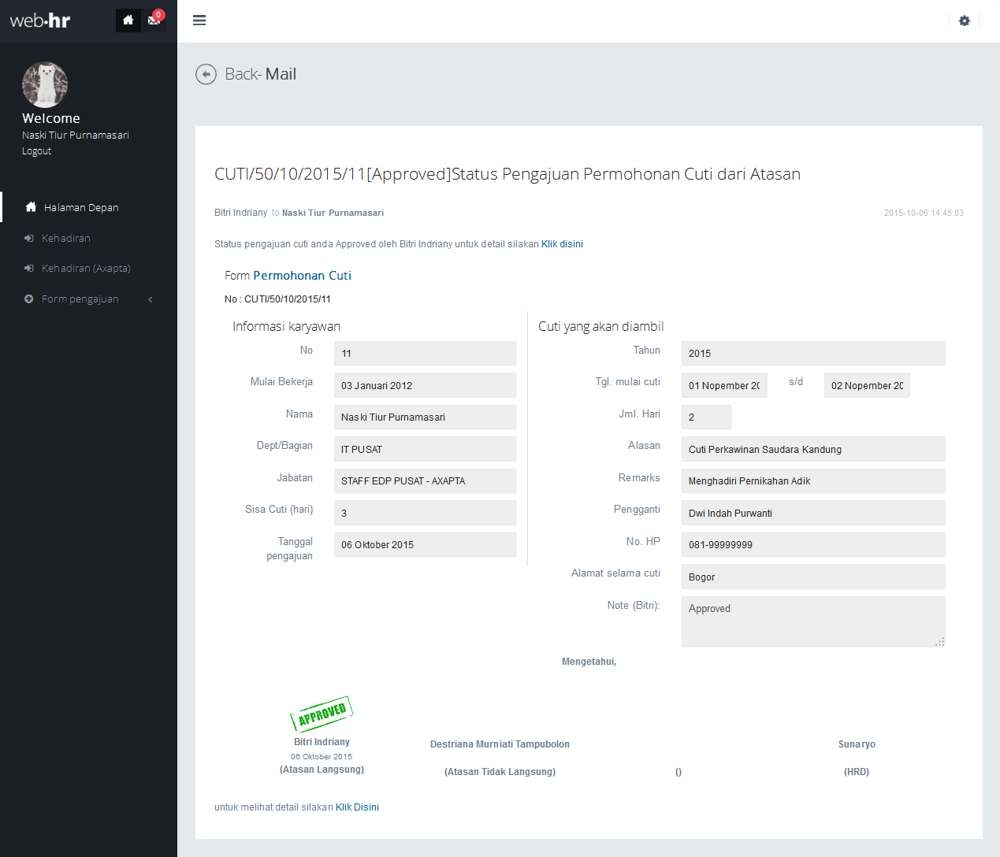 web·hr
0
Welcome
Naski Tiur Purnamasari
Logout
Halaman Depan
Kehadiran
Kehadiran (Axapta)
Form pengajuan
Back- Mail
CUTI/50/10/2015/11[Approved]Status Pengajuan Permohonan Cuti dari Atasan
Bitri Indriany to Naski Tiur Purnamasari 2015-10-06 14:45:03
Status pengajuan cuti anda Approved oleh Bitri Indriany untuk detail silakan Klik disini
Form Permohonan Cuti
No : CUTI/50/10/2015/11
Informasi karyawan
No 11
Mulai Bekerja 03 Januari 2012
Nama Naski Tiur Purnamasari
Dept/Bagian IT PUSAT
Jabatan STAFF EDP PUSAT - AXAPTA
Sisa Cuti (hari) 3
Tanggal
pengajuan 06 Oktober 2015
Cuti yang akan diambil
Tahun 2015
Tgl. mulai cuti 01 Nopember 20 s/d 02 Nopember 20
Jml. Hari 2
Alasan Cuti Perkawinan Saudara Kandung
Remarks Menghadiri Pernikahan Adik
Pengganti Dwi Indah Purwanti
No. HP 081-99999999
Alamat selama cuti Bogor
Note (Bitri): Approved
Mengetahui,
APPROVED
Bitri Indriany
06 Oktober 2015
(Atasan Langsung)
Destriana Murniati Tampubolon
(Atasan Tidak Langsung)
()
Sunaryo
(HRD)
untuk melihat detail silakan Klik Disini